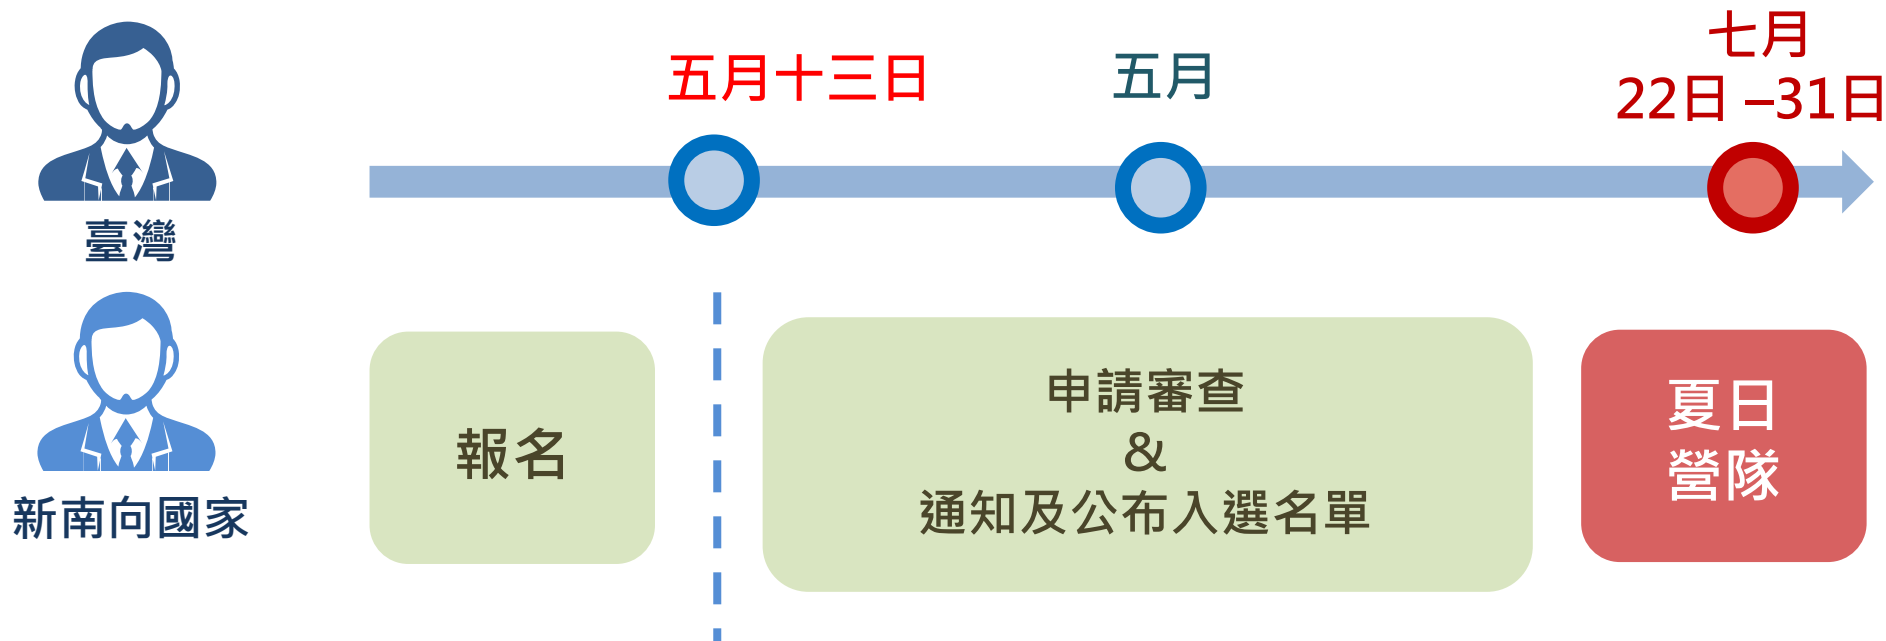 臺灣
新南向國家
五月十三日
五月
七月
22日 –31日
報名
申請審查
&
通知及公布入選名單
夏日
營隊